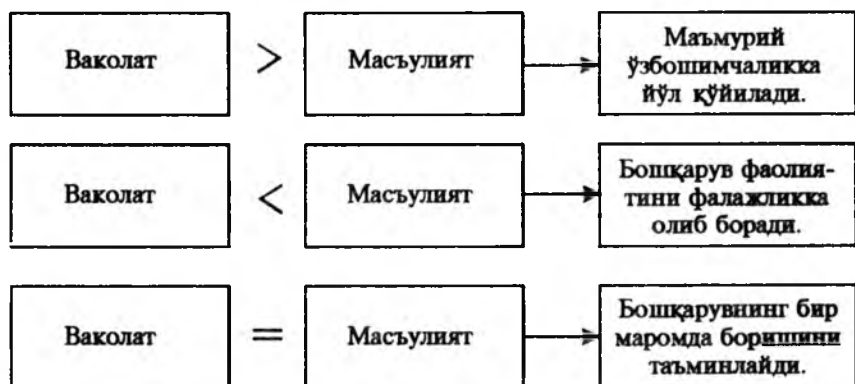 Ваколат > Масъулият
Маъмурий
ўзбошимчаликка
йўл қўйилади.
Ваколат < Масъулият
Бошқарув фаолия-
тини фалажликка
олиб боради.
Ваколат = Масъулият
Бошқарувнинг бир
маромда боришини
таъминлайди.